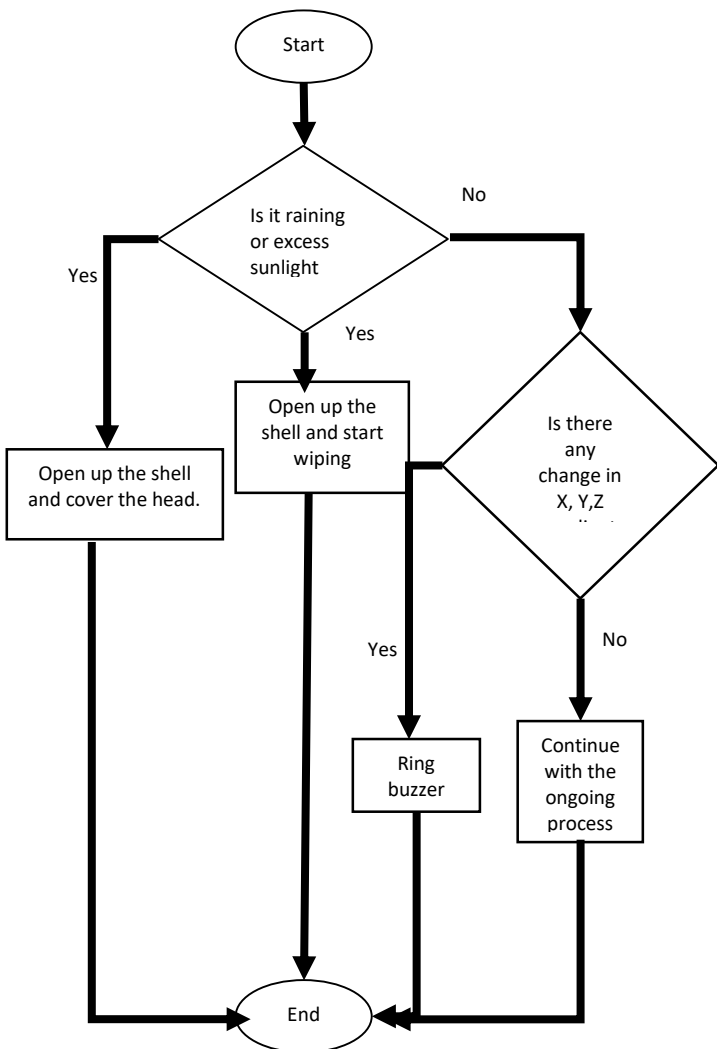 Start
No
Is it raining
or excess
sunlight
Yes
Yes
Open up the
shell and start
wiping
Is there
any
change in
X, Y,Z
Open up the shell
and cover the head.
No
Yes
Ring
buzzer
Continue
with the
ongoing
process
End